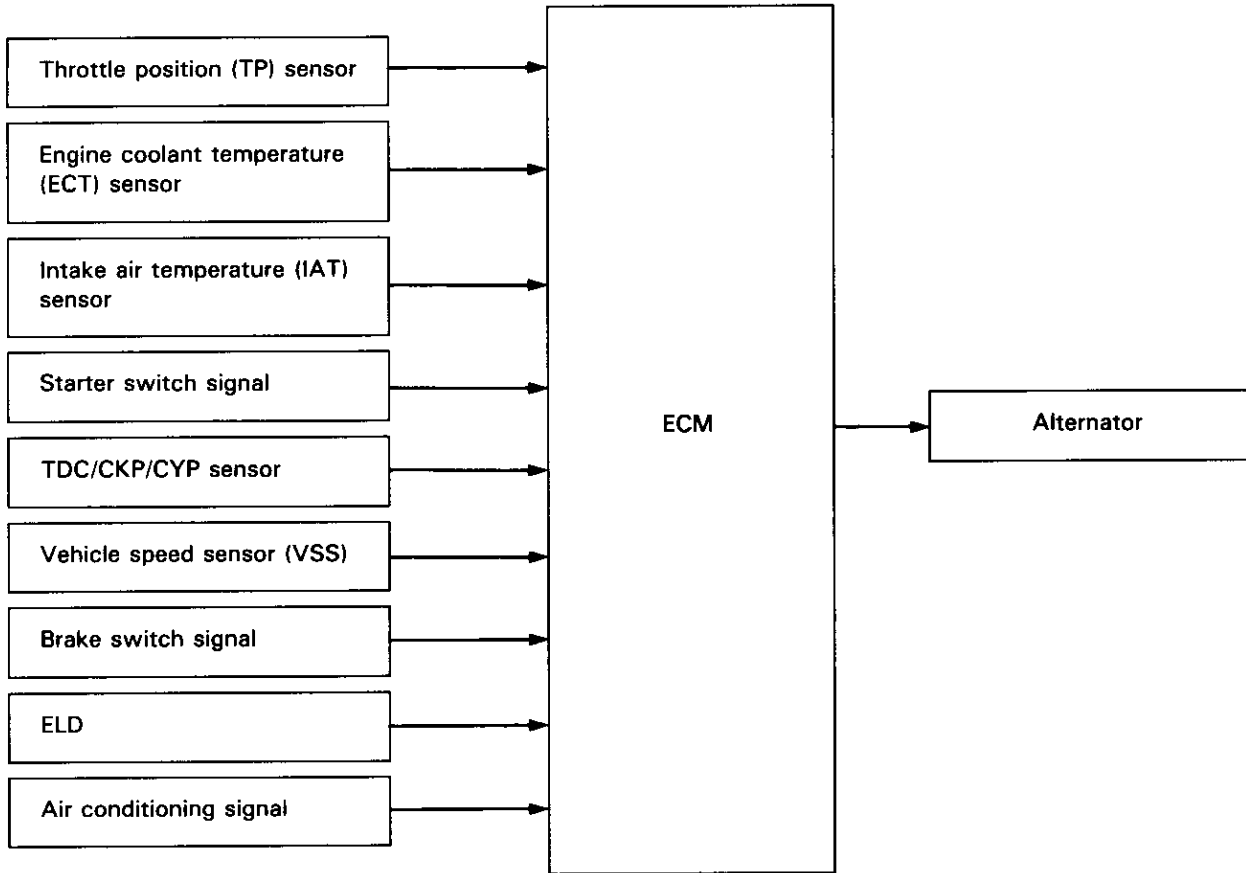 Throttle position (TP) sensor
Engine coolant temperature
(ECT) sensor
Intake air temperature (IAT)
sensor
Starter switch signal
TDC/CKP/CYP sensor
Vehicle speed sensor (VSS)
Brake switch signal
ELD
Air conditioning signal
ECM
Alternator